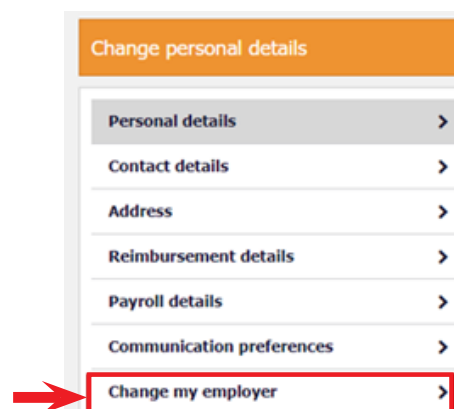 Change personal details
Personal details
Contact details
Address
Reimbursement details
Payroll details
Communication preferences
Change my employer